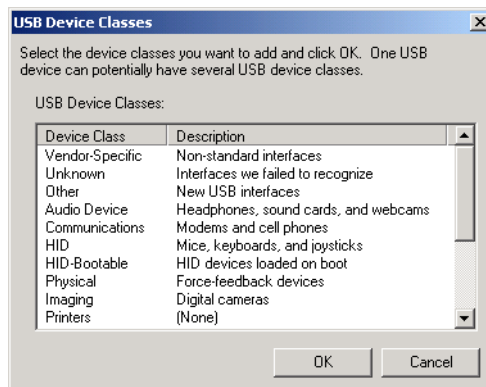 USB Device Classes
Select the device classes you want to add and click OK. One USB
device can potentially have several USB device classes.
USB Device Classes:
Device Class Description
Vendor-Specific Non-standard interfaces
Unknown Interfaces we failed to recognize
Other New USB interfaces
Audio Device Headphones, sound cards, and webcams
Communications Modems and cell phones
HID Mice, keyboards, and joysticks
HID-Bootable HID devices loaded on boot
Physical Force-feedback devices
Imaging Digital cameras
Printers (None)
OK Cancel